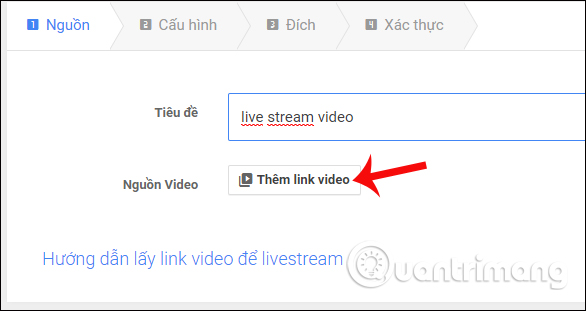 1 Nguồn 2 Cấu hình 3 Đích 4 Xác thực
Tiêu đề live stream video
Nguồn Video Thêm link video
Hướng dẫn lấy link video để livestream
Quantrimang